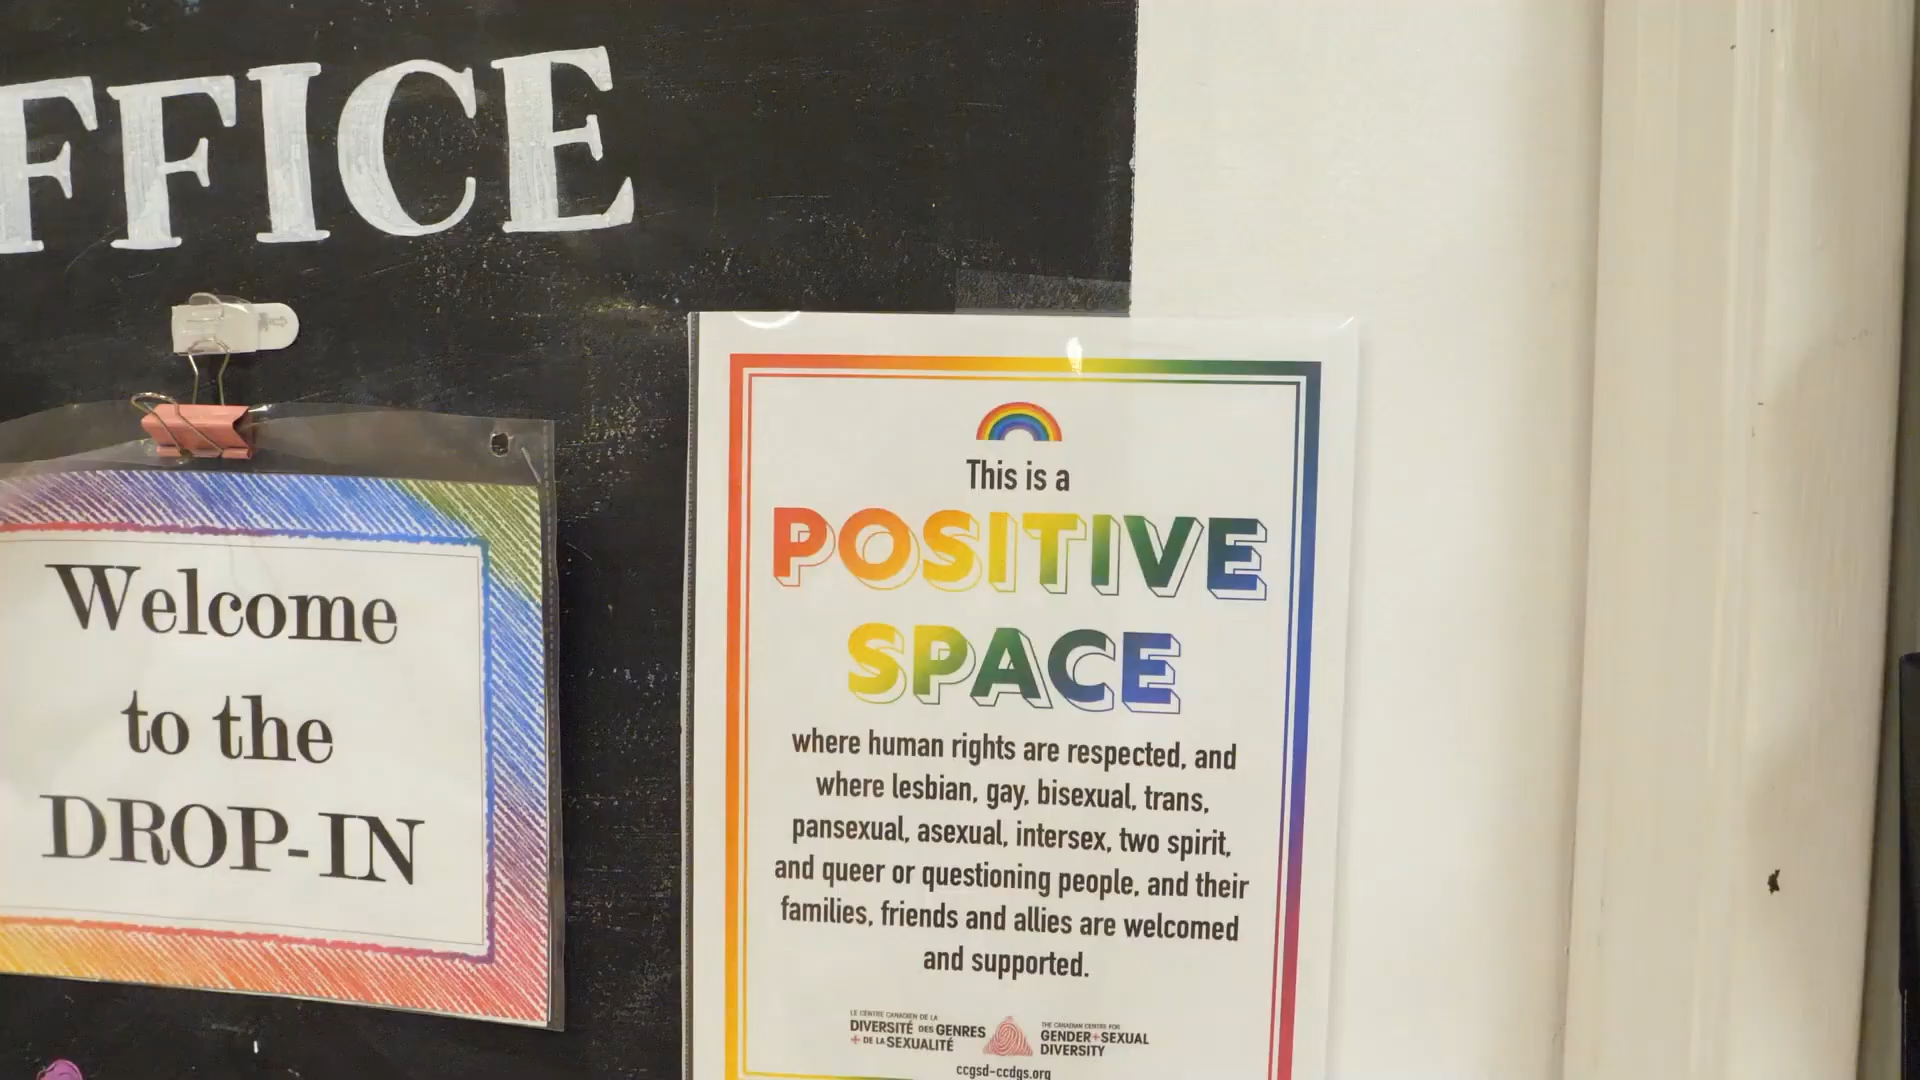 FFICE
Welcome
to the
DROP-IN
This is a
POSITIVE
SPACE
where human rights are respected, and
where lesbian, gay, bisexual, trans,
pansexual, asexual, intersex, two spirit,
and queer or questioning people, and their
families, friends and allies are welcomed
and supported.
LE CENTRE CANADIEN DE LA
DIVERSITÉ DES GENRES
+ DE LA SEXUALITÉ
THE CANADIAN CENTRE FOR
GENDER+SEXUAL
DIVERSITY
ccgsd-ccdgs.org